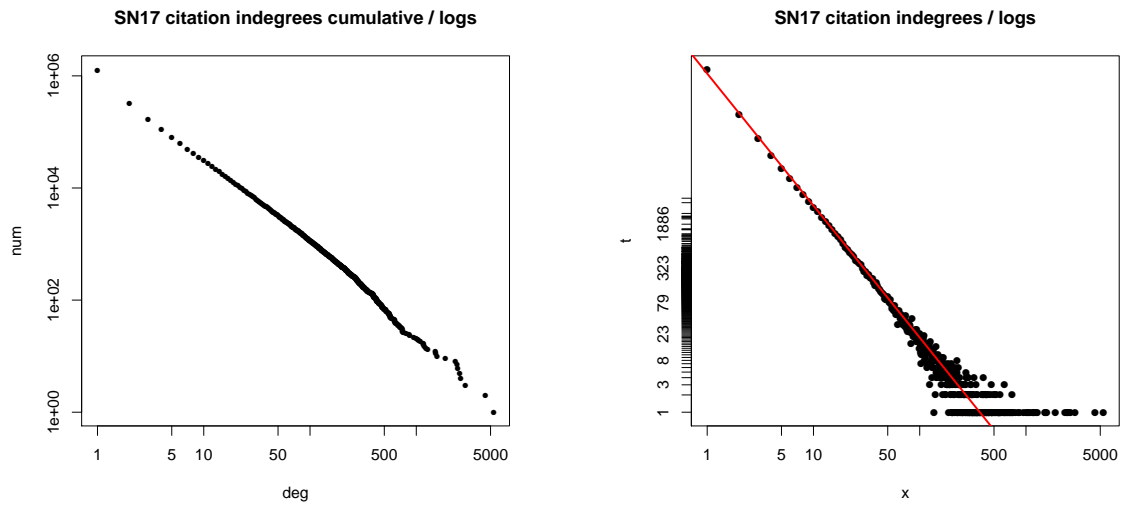 SN17 citation indegrees cumulative / logs
num
1e+06
1e+04
1e+02
1e+00
1 5 10 50 500 5000
deg
SN17 citation indegrees / logs
t
1886
323
79
23
8
3
1
1 5 10 50 500 5000
x